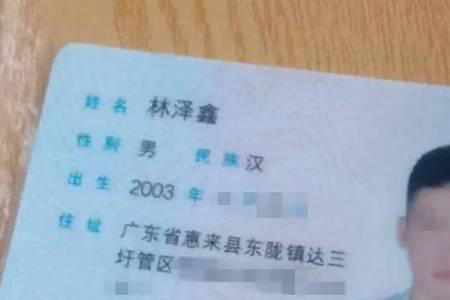 姓名 林泽鑫
性别 男 民族 汉
出生 2003 年
住址 广东省惠来县东陇镇达三
圩管区